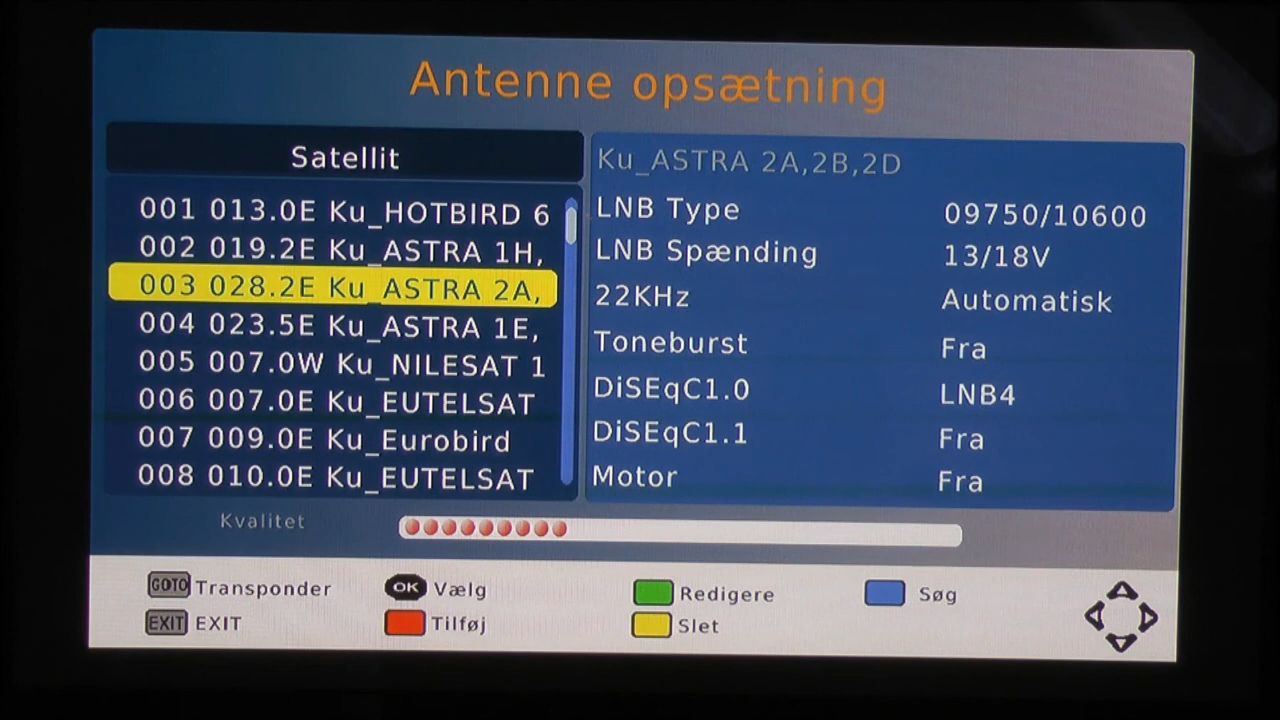 Antenne opsætning
Satellit
001 013.0E Ku_HOTBIRD 6
002 019.2E Ku_ASTRA 1H,
003 028.2E Ku_ASTRA 2A,
004 023.5E Ku_ASTRA 1E,
005 007.0W Ku_NILESAT 1
006 007.0E Ku_EUTELSAT
007 009.0E Ku_Eurobird
008 010.0E Ku_EUTELSAT
Ku_ASTRA 2A,2B,2D
LNB Type 09750/10600
LNB Spænding 13/18V
22KHz Automatisk
Toneburst Fra
DiSEqC1.0 LNB4
DiSEqC1.1 Fra
Motor Fra
Kvalitet
GOTO Transponder OK Vælg Redigere Søg
EXIT EXIT Tilføj Slet